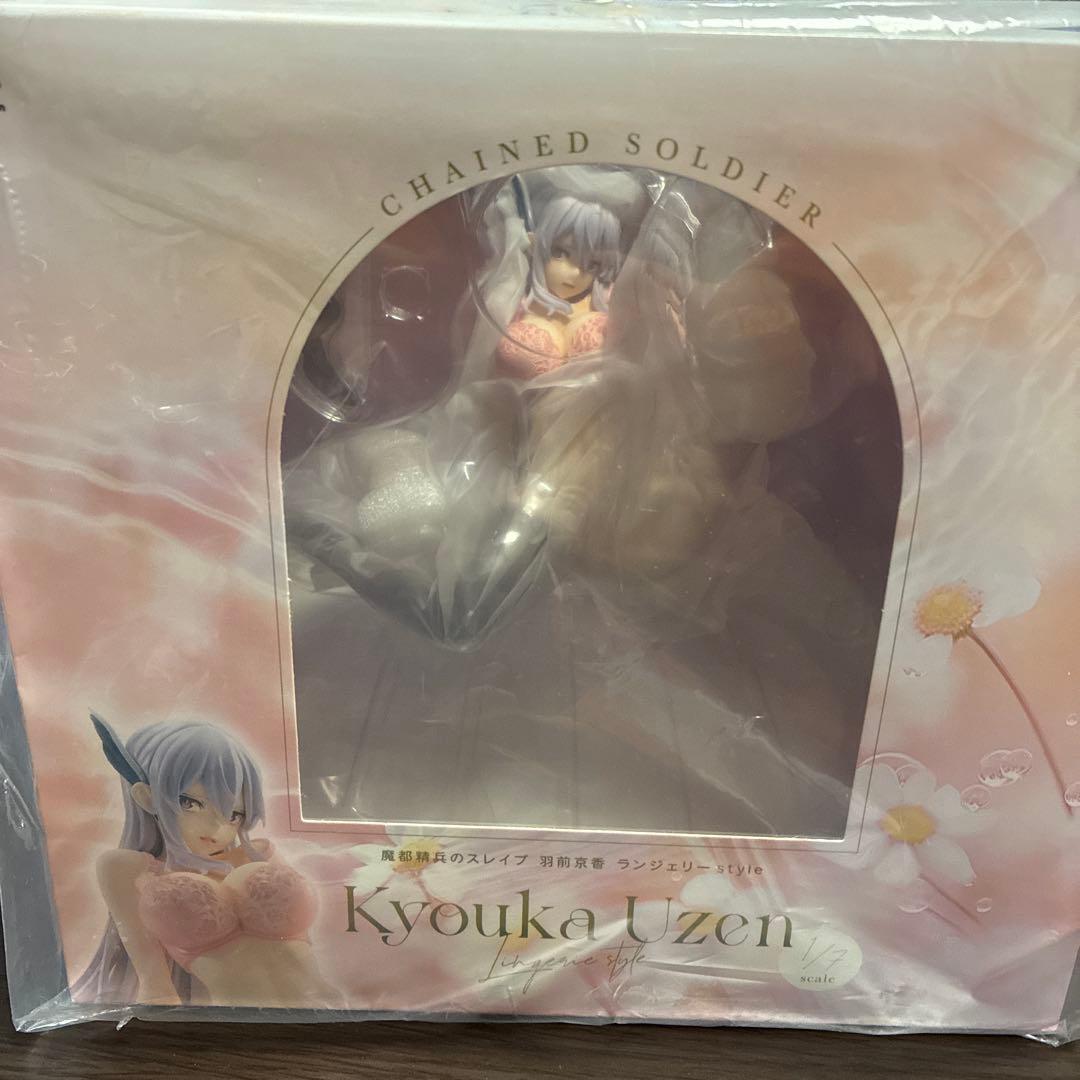 CHAINED SOLDIER
魔都精兵のスレイブ 羽前京香 ランジェリーstyle
Kyouka Uzen
Lingerie style
1/7
scale